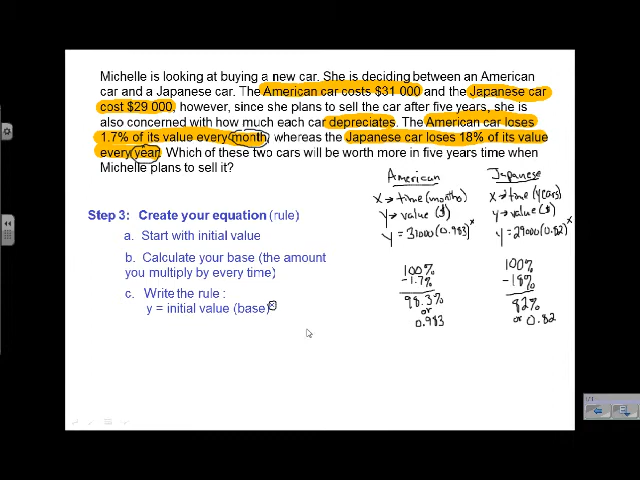 Michelle is looking at buying a new car. She is deciding between an American
car and a Japanese car. The American car costs $31 000 and the Japanese car
cost $29 000, however, since she plans to sell the car after five years, she is
also concerned with how much each car depreciates. The American car loses
1.7% of its value every month, whereas the Japanese car loses 18% of its value
every year. Which of these two cars will be worth more in five years time when
Michelle plans to sell it?
Step 3: Create your equation (rule)
a. Start with initial value
b. Calculate your base (the amount
you multiply by every time)
c. Write the rule :
y = initial value (base)^x
American
X → time (months)
Y → value ($)
y = 31000(0.983)^x
100%
-1.7%
98.3%
or
0.983
Japanese
X → time (years)
y → value ($)
y = 29000(0.82)^x
100%
-18%
82%
or 0.82